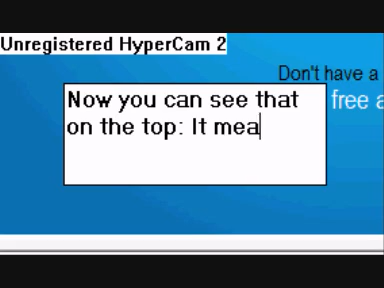 Unregistered HyperCam 2
Don't have a
Now you can see that
free a
on the top: It mea